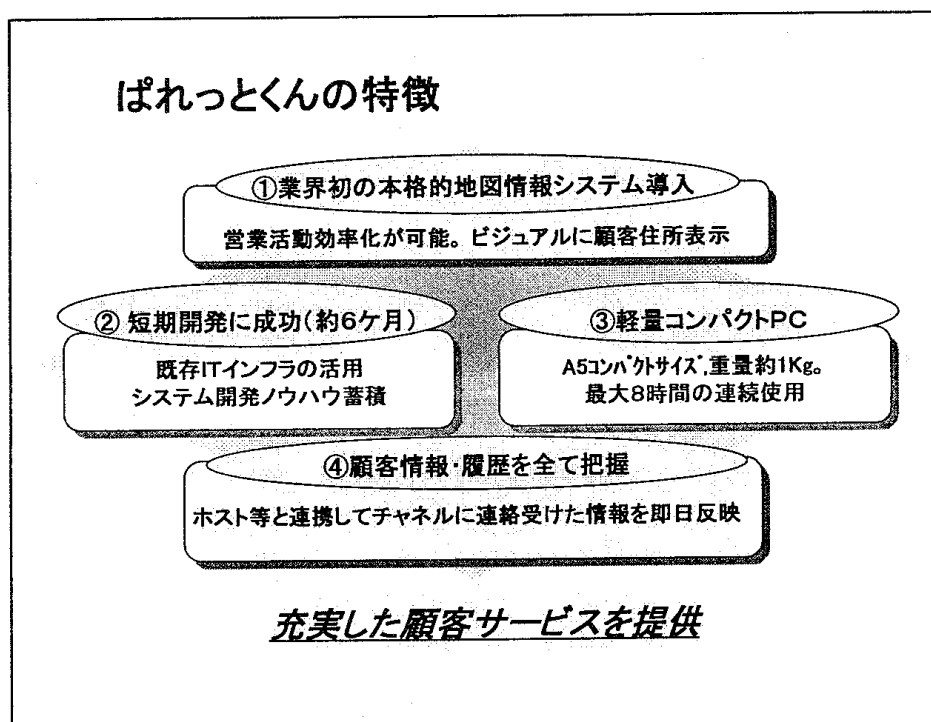 ぱれっとくんの特徴
①業界初の本格的地図情報システム導入
営業活動効率化が可能。ビジュアルに顧客住所表示
② 短期開発に成功(約6ケ月)
既存ITインフラの活用
システム開発ノウハウ蓄積
③軽量コンパクトPC
A5ｺﾝﾊﾟｸﾄｻｲｽﾞ,重量約1Kg。
最大8時間の連続使用
④顧客情報・履歴を全て把握
ホスト等と連携してチャネルに連絡受けた情報を即日反映
充実した顧客サービスを提供